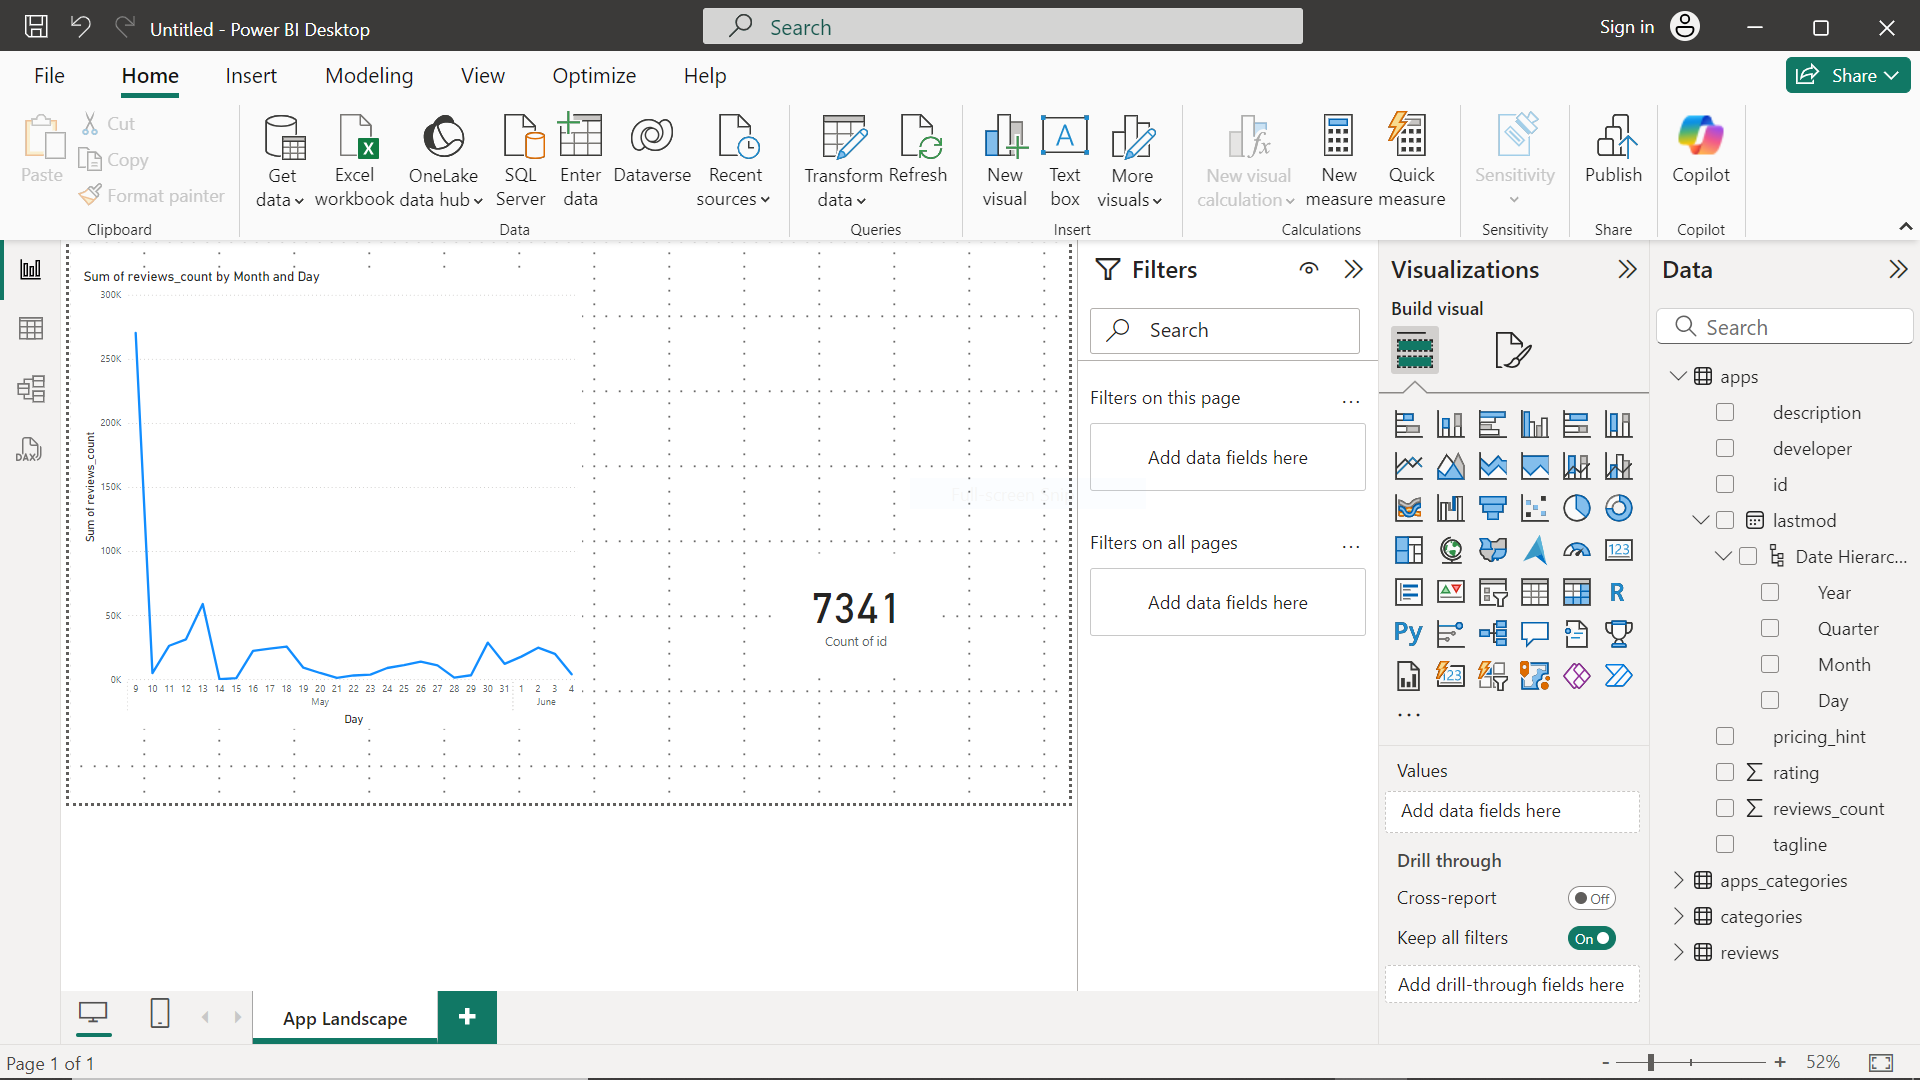 Untitled - Power BI Desktop
Search
Sign in
File
Home
Insert
Modeling
View
Optimize
Help
Share
Paste
Cut
Copy
Format painter
Clipboard
Get
data
Excel
workbook
OneLake
data hub
SQL
Server
Enter
data
Dataverse
Recent
sources
Data
Transform
data
Refresh
Queries
New
visual
Text
box
More
visuals
Insert
New visual
calculation
New
measure
Quick
measure
Calculations
Sensitivity
Sensitivity
Publish
Share
Copilot
Copilot
Sum of reviews_count by Month and Day
300K
250K
200K
150K
100K
50K
0K
Sum of reviews_count
9 10 11 12 13 14 15 16 17 18 19 20 21 22 23 24 25 26 27 28 29 30 31 1 2 3 4
May June
Day
7341
Count of id
Filters
Search
Filters on this page
...
Add data fields here
Filters on all pages
...
Add data fields here
Visualizations
Build visual
123
R
Py
123
...
Values
Add data fields here
Drill through
Cross-report
Off
Keep all filters
On
Add drill-through fields here
Data
Search
apps
description
developer
id
lastmod
Date Hierarc...
Year
Quarter
Month
Day
pricing_hint
rating
reviews_count
tagline
apps_categories
categories
reviews
DAX
App Landscape
Page 1 of 1
- + 52%